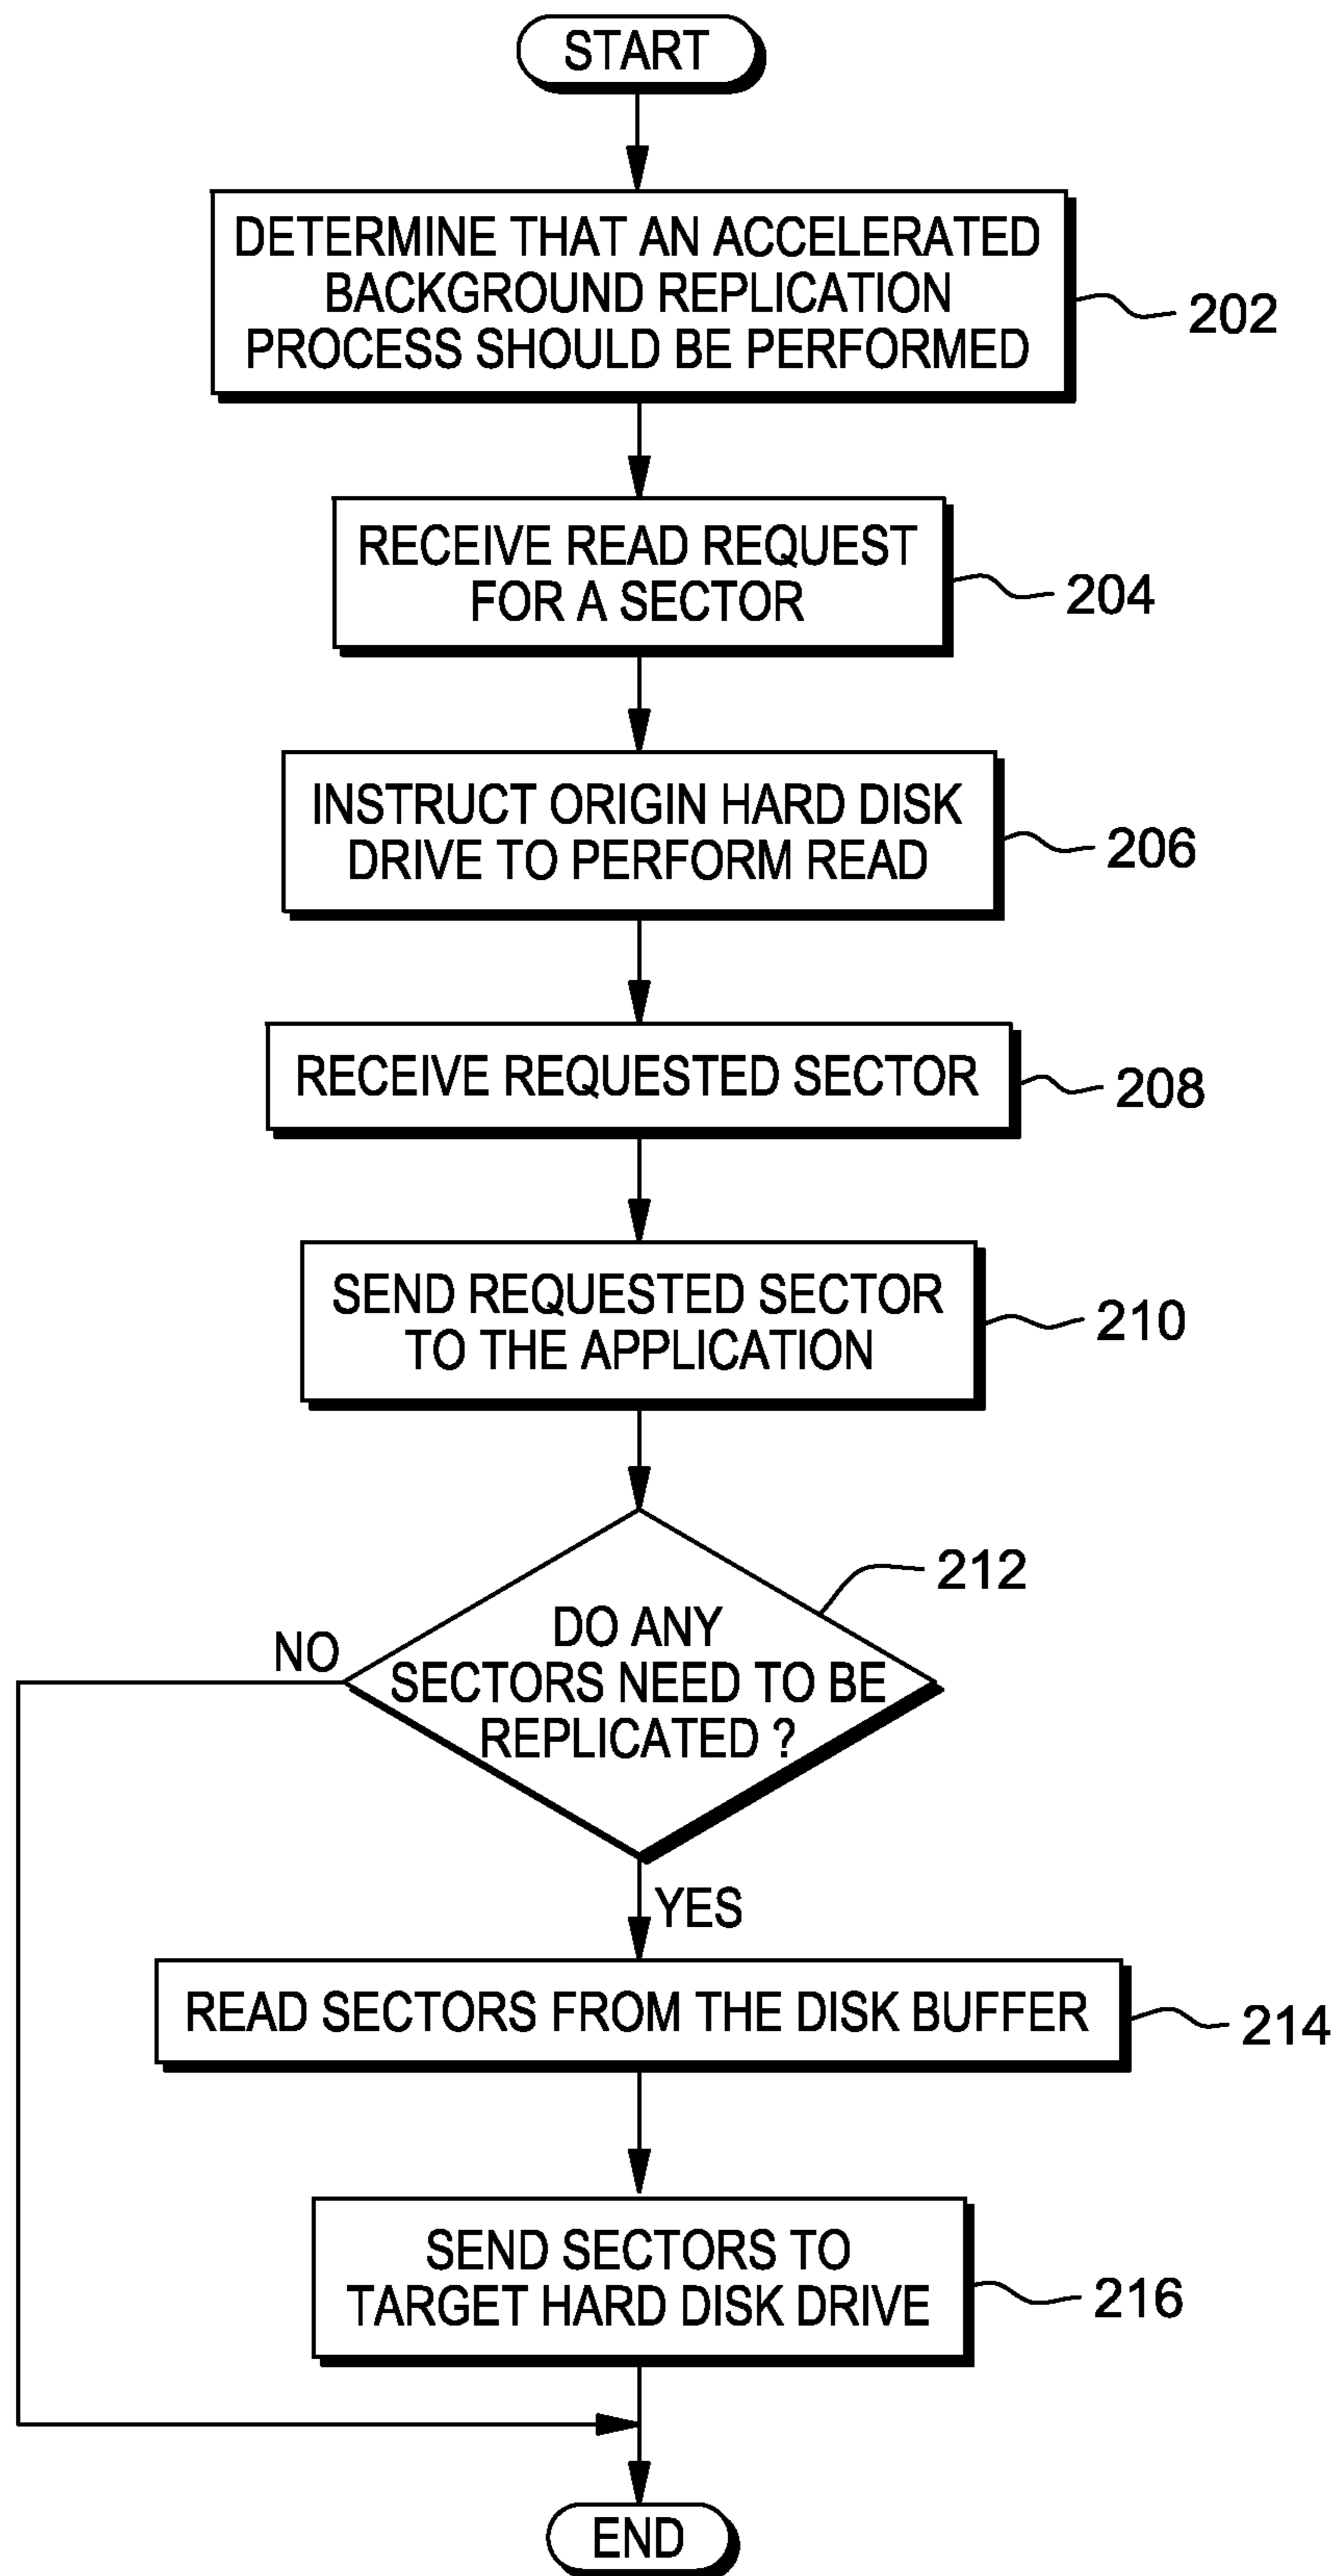 START
DETERMINE THAT AN ACCELERATED
BACKGROUND REPLICATION
PROCESS SHOULD BE PERFORMED
202
RECEIVE READ REQUEST
FOR A SECTOR
204
INSTRUCT ORIGIN HARD DISK
DRIVE TO PERFORM READ
206
RECEIVE REQUESTED SECTOR
208
SEND REQUESTED SECTOR
TO THE APPLICATION
210
212
DO ANY
SECTORS NEED TO BE
REPLICATED ?
NO
YES
READ SECTORS FROM THE DISK BUFFER
214
SEND SECTORS TO
TARGET HARD DISK DRIVE
216
END